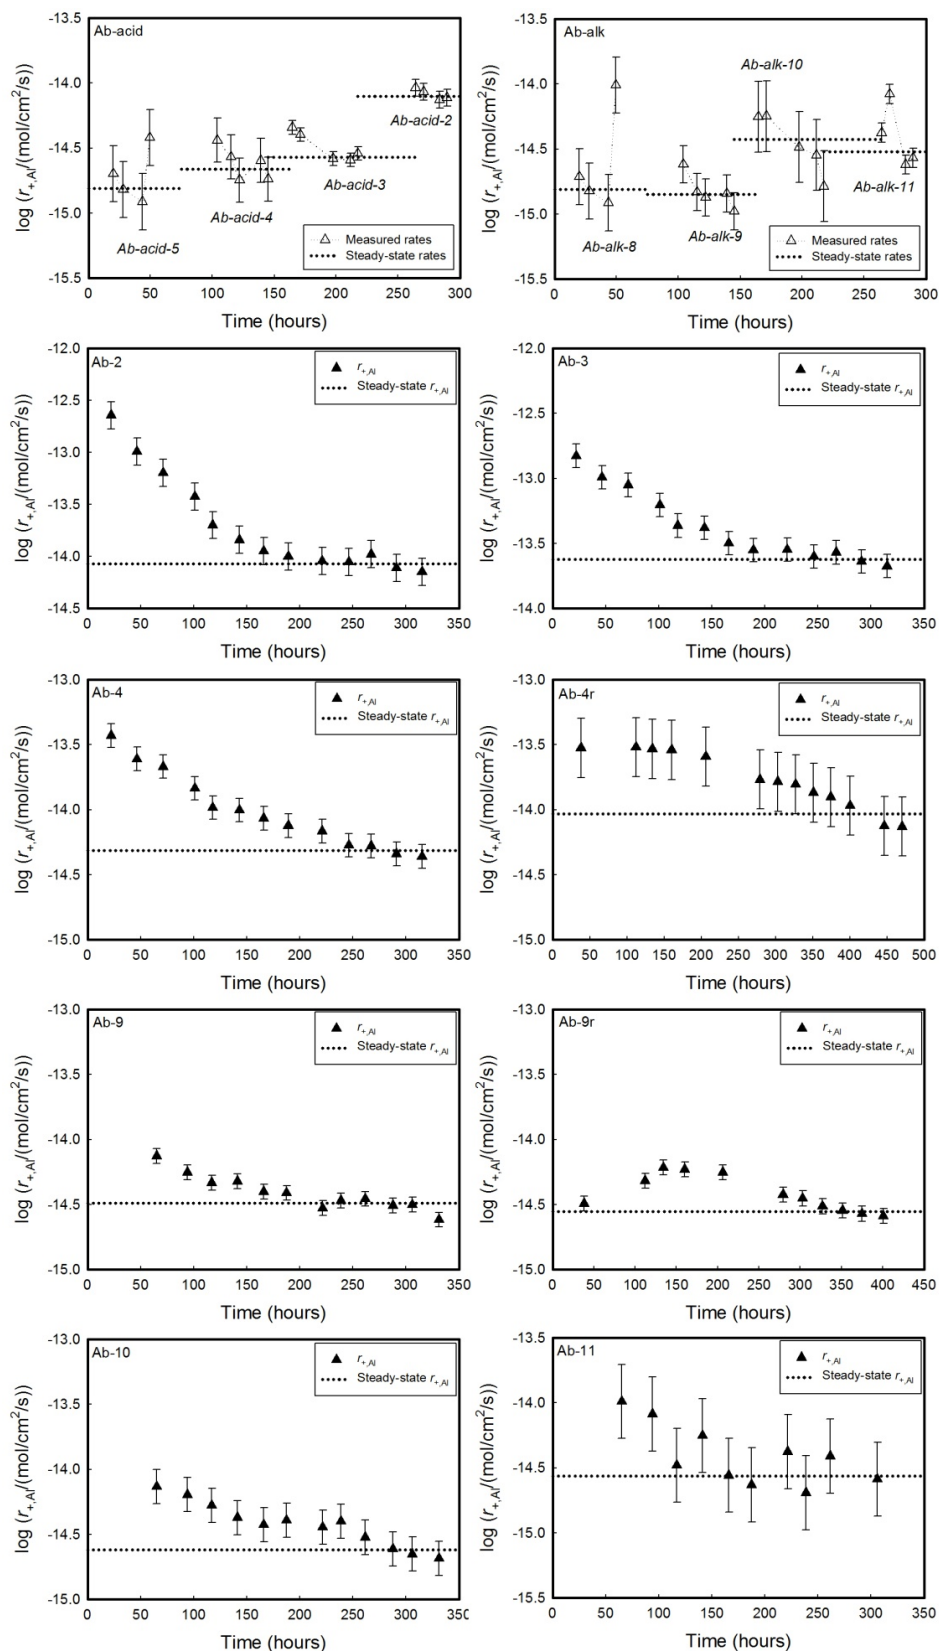 Ab-acid
-13.5
-14.0
-14.5
-15.0
-15.5
log (r+,Al/(mol/cm2/s))
Ab-acid-5
Ab-acid-4
Ab-acid-3
Ab-acid-2
Measured rates
Steady-state rates
0 50 100 150 200 250 300
Time (hours)
Ab-alk
-13.5
-14.0
-14.5
-15.0
-15.5
log (r+,Al/(mol/cm2/s))
Ab-alk-10
Ab-alk-8
Ab-alk-9
Ab-alk-11
Measured rates
Steady-state rates
0 50 100 150 200 250 300
Time (hours)
Ab-2
-12.0
-12.5
-13.0
-13.5
-14.0
-14.5
log (r+,Al/(mol/cm2/s))
r+,Al
Steady-state r+,Al
0 50 100 150 200 250 300 350
Time (hours)
Ab-3
-12.0
-12.5
-13.0
-13.5
-14.0
log (r+,Al/(mol/cm2/s))
r+,Al
Steady-state r+,Al
0 50 100 150 200 250 300 350
Time (hours)
Ab-4
-13.0
-13.5
-14.0
-14.5
-15.0
log (r+,Al/(mol/cm2/s))
r+,Al
Steady-state r+,Al
0 50 100 150 200 250 300 350
Time (hours)
Ab-4r
-13.0
-13.5
-14.0
-14.5
-15.0
log (r+,Al/(mol/cm2/s))
r+,Al
Steady-state r+,Al
0 50 100 150 200 250 300 350 400 450 500
Time (hours)
Ab-9
-13.0
-13.5
-14.0
-14.5
-15.0
log (r+,Al/(mol/cm2/s))
r+,Al
Steady-state r+,Al
0 50 100 150 200 250 300 350
Time (hours)
Ab-9r
-13.0
-13.5
-14.0
-14.5
-15.0
log (r+,Al/(mol/cm2/s))
r+,Al
Steady-state r+,Al
0 50 100 150 200 250 300 350 400 450
Time (hours)
Ab-10
-13.0
-13.5
-14.0
-14.5
-15.0
log (r+,Al/(mol/cm2/s))
r+,Al
Steady-state r+,Al
0 50 100 150 200 250 300 350
Time (hours)
Ab-11
-13.5
-14.0
-14.5
-15.0
-15.5
log (r+,Al/(mol/cm2/s))
r+,Al
Steady-state r+,Al
0 50 100 150 200 250 300 350
Time (hours)